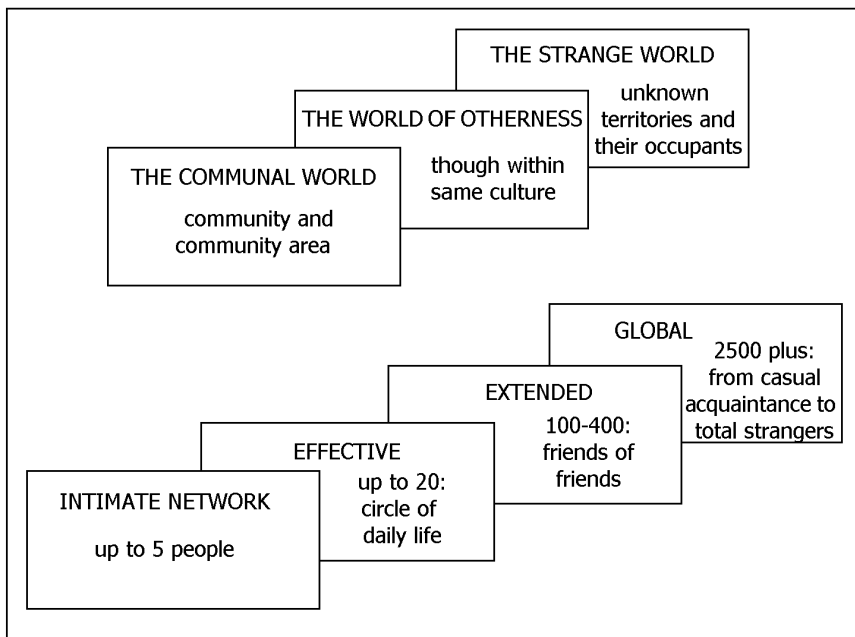 THE STRANGE WORLD
unknown
territories and
their occupants
THE WORLD OF OTHERNESS
though within
same culture
THE COMMUNAL WORLD
community and
community area
GLOBAL
2500 plus:
from casual
acquaintance to
total strangers
EXTENDED
100-400:
friends of
friends
EFFECTIVE
up to 20:
circle of
daily life
INTIMATE NETWORK
up to 5 people